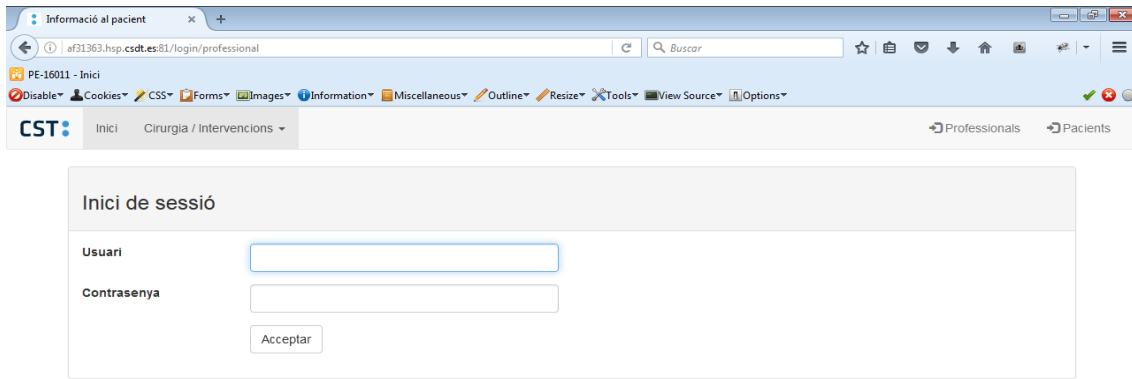 Informació al pacient
af31363.hsp.csdt.es:81/login/professional
Buscar
PE-16011 - Inici
Disable Cookies CSS Forms Images Information Miscellaneous Outline Resize Tools View Source Options
CST: Inici Cirurgia / Intervencions Professionals Pacients
Inici de sessió
Usuari
Contrasenya
Acceptar